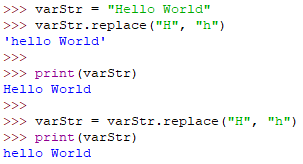 >>> varStr = "Hello World"
>>> varStr.replace("H", "h")
'hello World'
>>>
>>> print(varStr)
Hello World
>>>
>>> varStr = varStr.replace("H", "h")
>>> print(varStr)
hello World